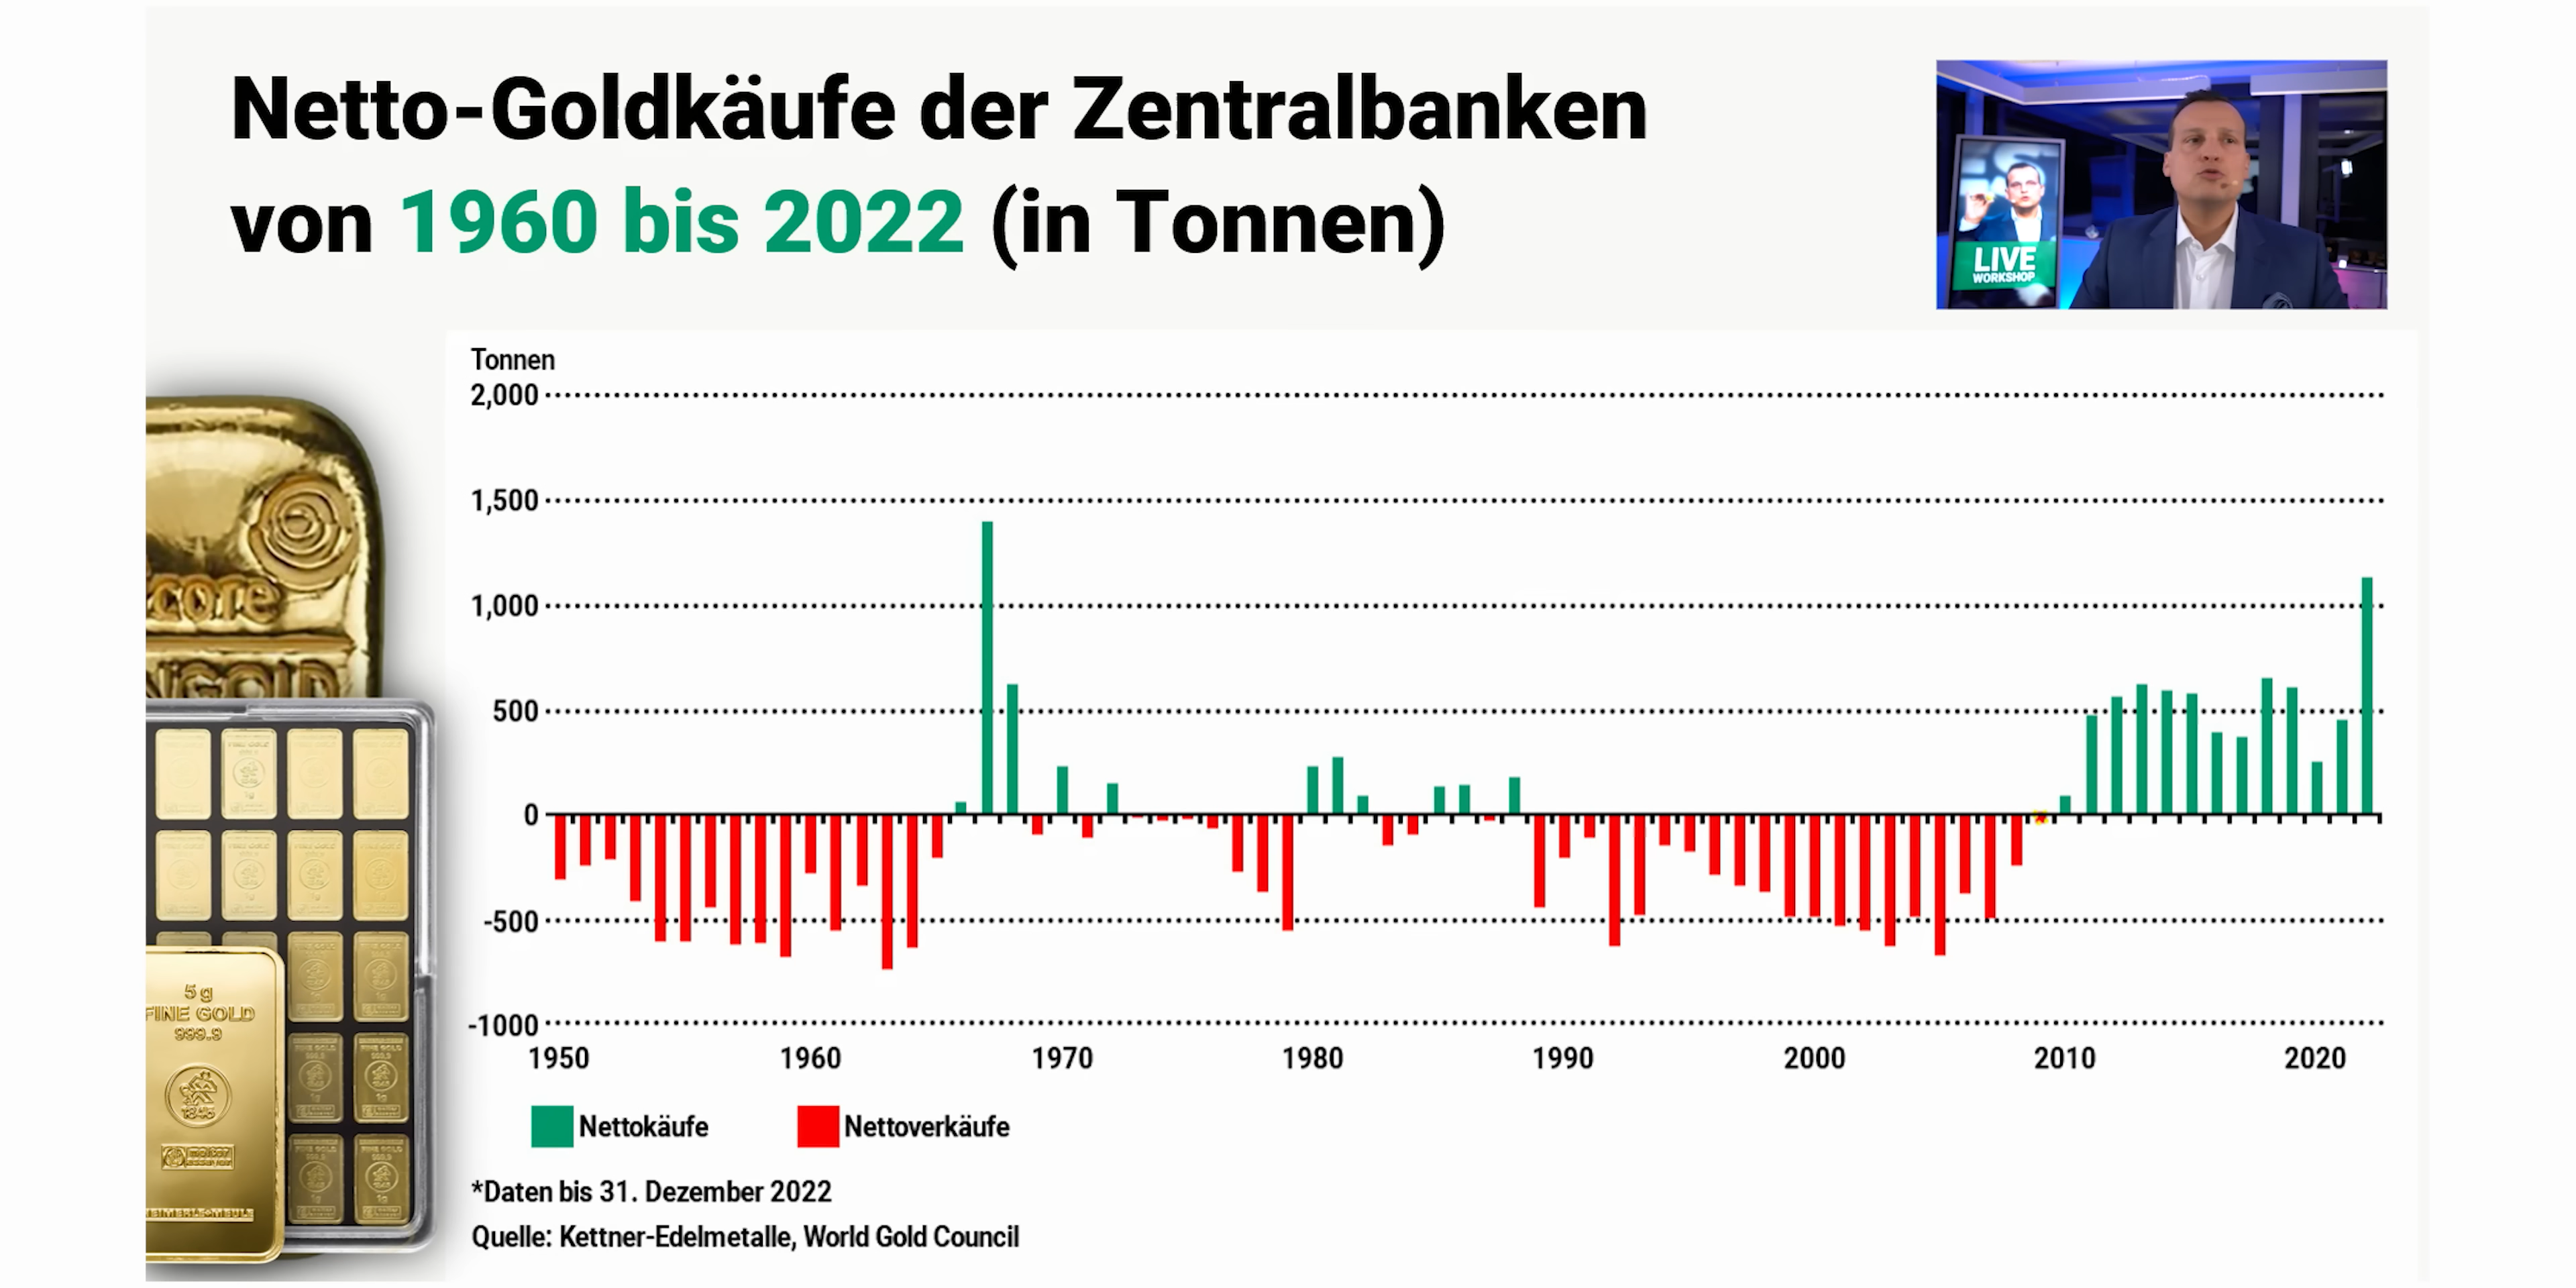 Netto-Goldkäufe der Zentralbanken
von 1960 bis 2022 (in Tonnen)
LIVE
WORKSHOP
Tonnen
2,000
1,500
1,000
500
0
-500
-1000
1950 1960 1970 1980 1990 2000 2010 2020
Nettokäufe Nettoverkäufe
*Daten bis 31. Dezember 2022
Quelle: Kettner-Edelmetalle, World Gold Council
5 g
FINE GOLD
999.9